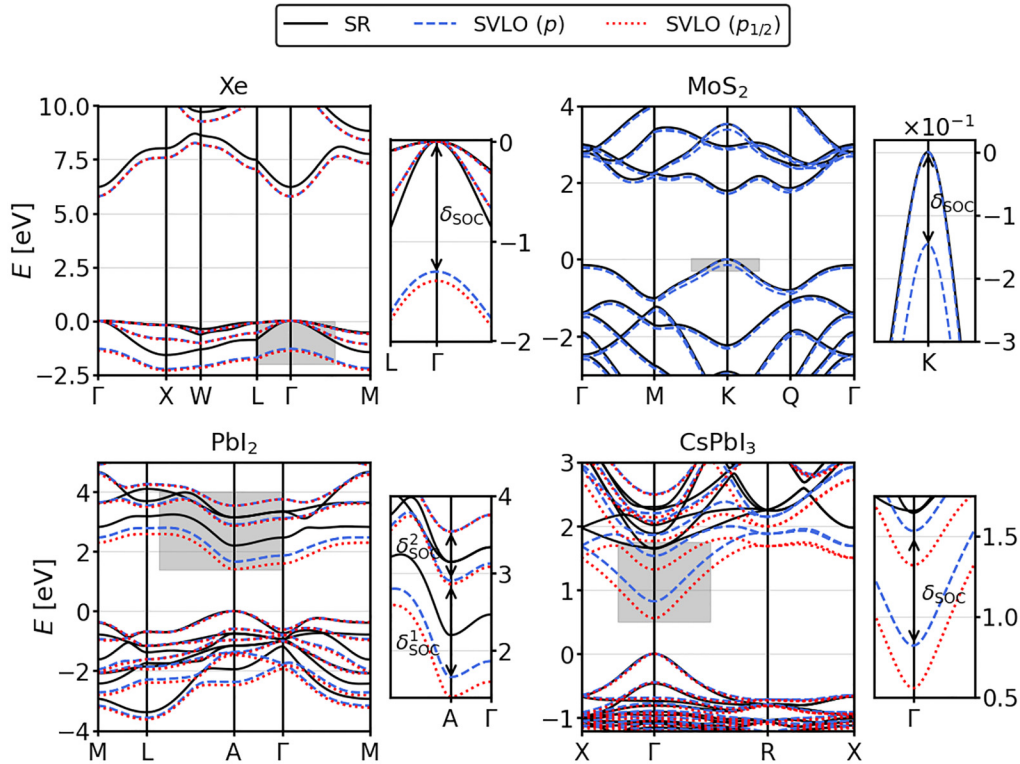 SR SVLO (p) SVLO (p1/2)
Xe
E [eV]
10.0
7.5
5.0
2.5
0.0
−2.5
Γ X W L Γ M
0
−1
−2
δSOC
L Γ
MoS2
4
2
0
−2
Γ M K Q Γ
×10−1
0
−1
−2
−3
δSOC
K
PbI2
E [eV]
4
2
0
−2
−4
M L A Γ M
4
3
2
δ2SOC
δ1SOC
A Γ
CsPbI3
3
2
1
0
−1
X Γ R X
1.5
1.0
0.5
δSOC
Γ